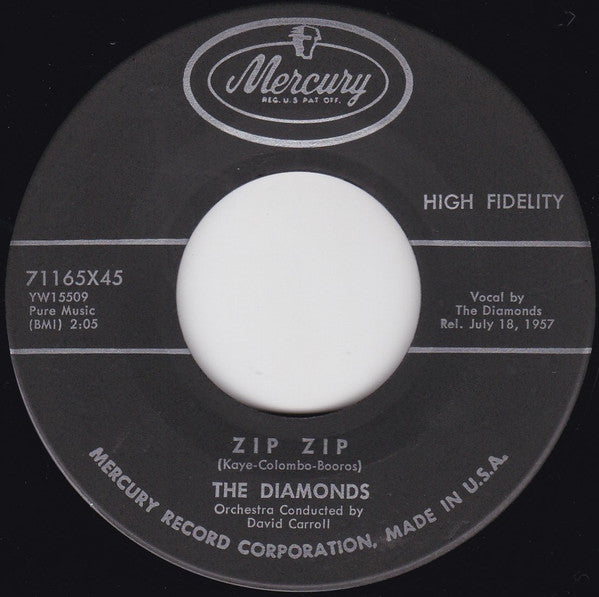 Mercury
REG. U.S PAT OFF.
HIGH FIDELITY
71165X45
YW15509
Pure Music
(BMI) 2:05
Vocal by
The Diamonds
Rel. July 18, 1957
ZIP ZIP
(Kaye-Colombo-Booros)
THE DIAMONDS
Orchestra Conducted by
David Carroll
MERCURY RECORD CORPORATION, MADE IN U.S.A.